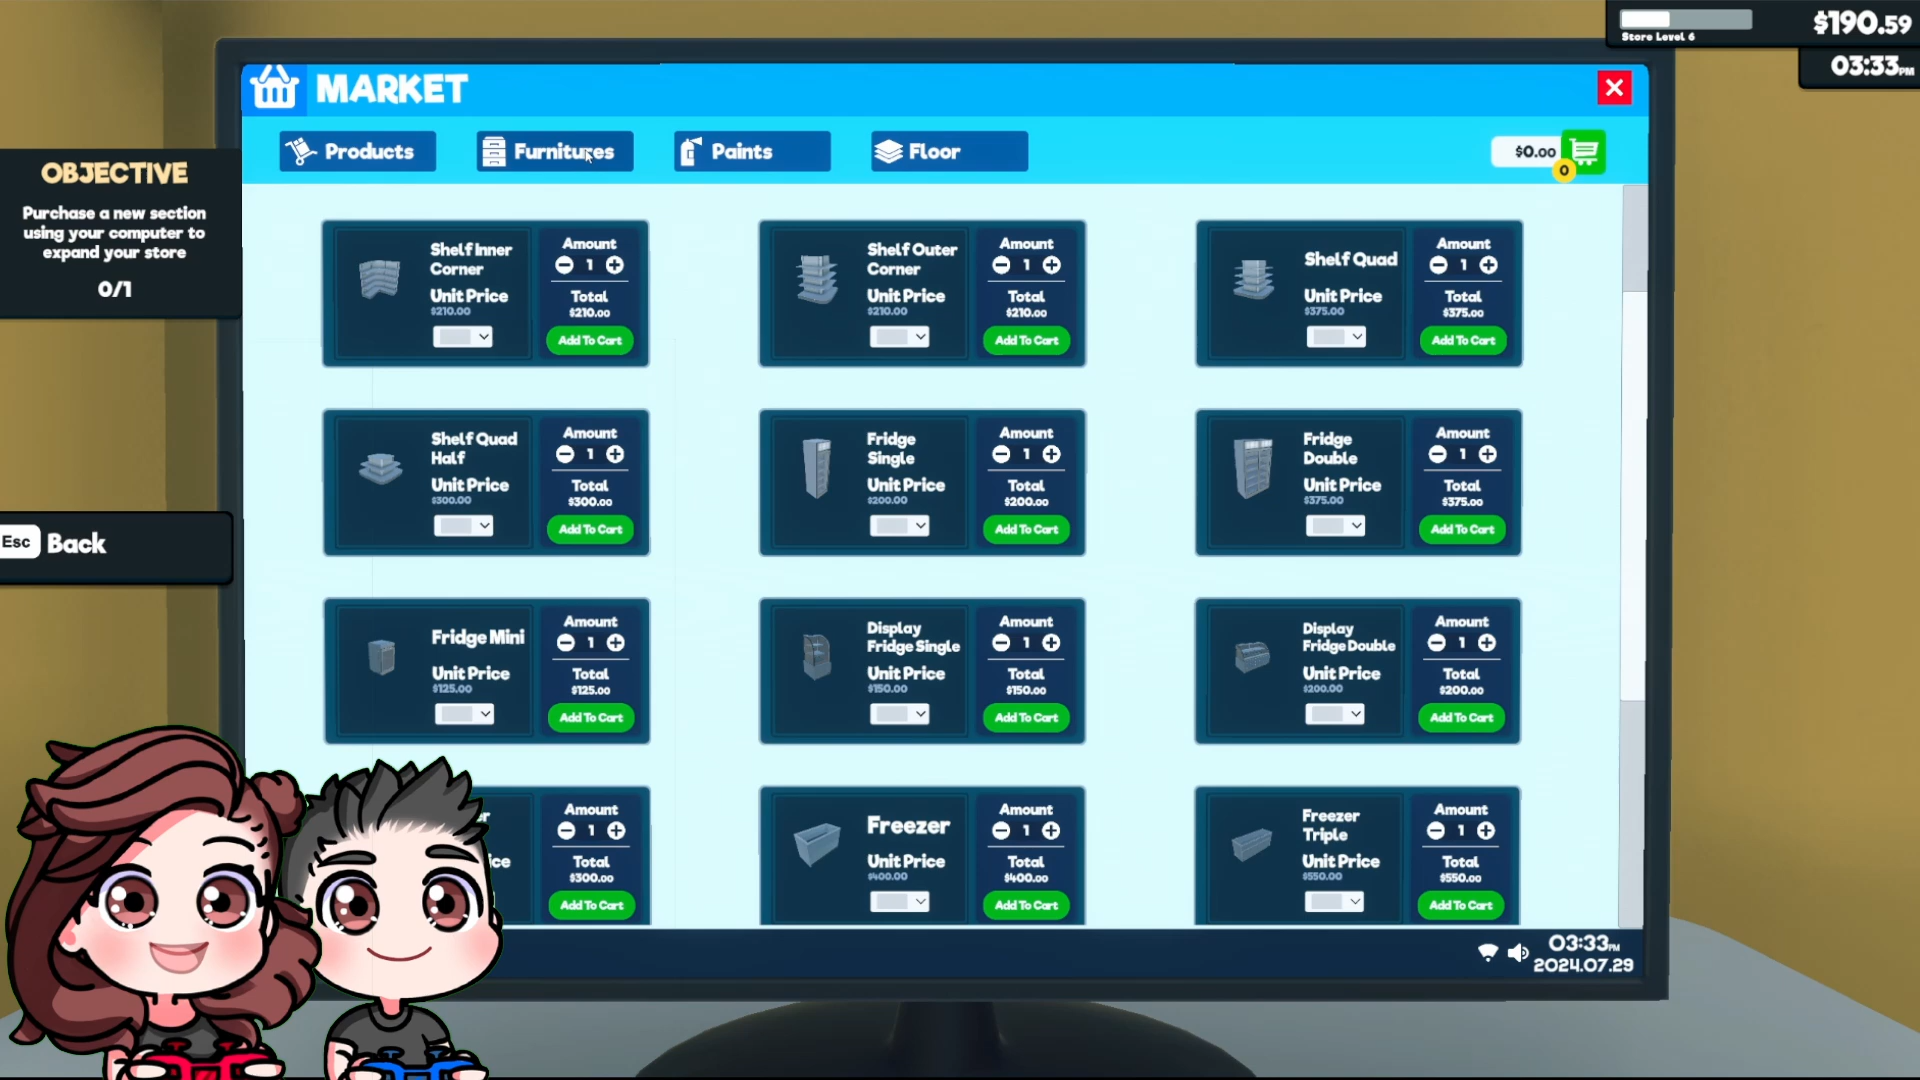 Store Level 6
$190.59
03:33PM
MARKET
Products
Furnitures
Paints
Floor
$0.00
0
OBJECTIVE
Purchase a new section
using your computer to
expand your store
0/1
Esc Back
Shelf Inner
Corner
Unit Price
$210.00
Amount
1
Total
$210.00
Add To Cart
Shelf Outer
Corner
Unit Price
$210.00
Amount
1
Total
$210.00
Add To Cart
Shelf Quad
Unit Price
$375.00
Amount
1
Total
$375.00
Add To Cart
Shelf Quad
Half
Unit Price
$300.00
Amount
1
Total
$300.00
Add To Cart
Fridge
Single
Unit Price
$200.00
Amount
1
Total
$200.00
Add To Cart
Fridge
Double
Unit Price
$375.00
Amount
1
Total
$375.00
Add To Cart
Fridge Mini
Unit Price
$125.00
Amount
1
Total
$125.00
Add To Cart
Display
Fridge Single
Unit Price
$150.00
Amount
1
Total
$150.00
Add To Cart
Display
Fridge Double
Unit Price
$200.00
Amount
1
Total
$200.00
Add To Cart
Amount
1
Total
$300.00
Add To Cart
Freezer
Unit Price
$400.00
Amount
1
Total
$400.00
Add To Cart
Freezer
Triple
Unit Price
$550.00
Amount
1
Total
$550.00
Add To Cart
03:33PM
2024.07.29